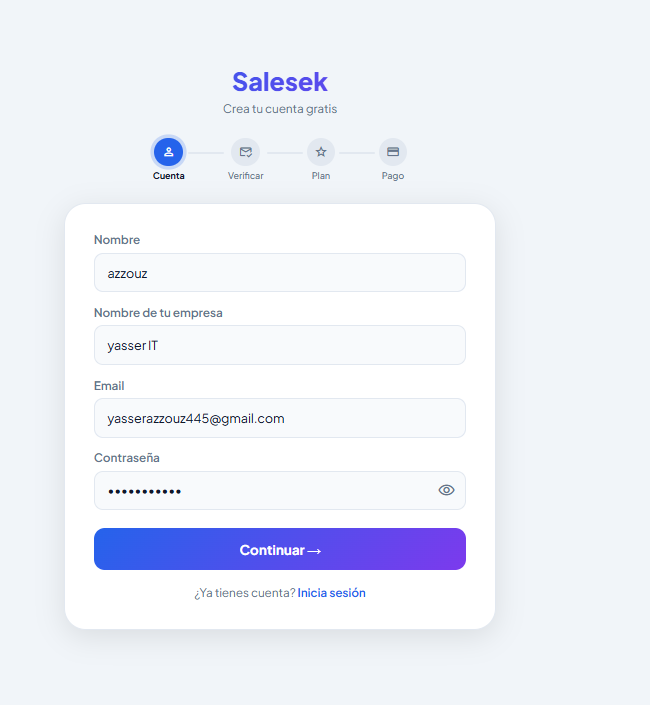 Salesek
Crea tu cuenta gratis
Cuenta
Verificar
Plan
Pago
Nombre
azzouz
Nombre de tu empresa
yasser IT
Email
yasserazzouz445@gmail.com
Contraseña
•••••••••••
Continuar →
¿Ya tienes cuenta? Inicia sesión